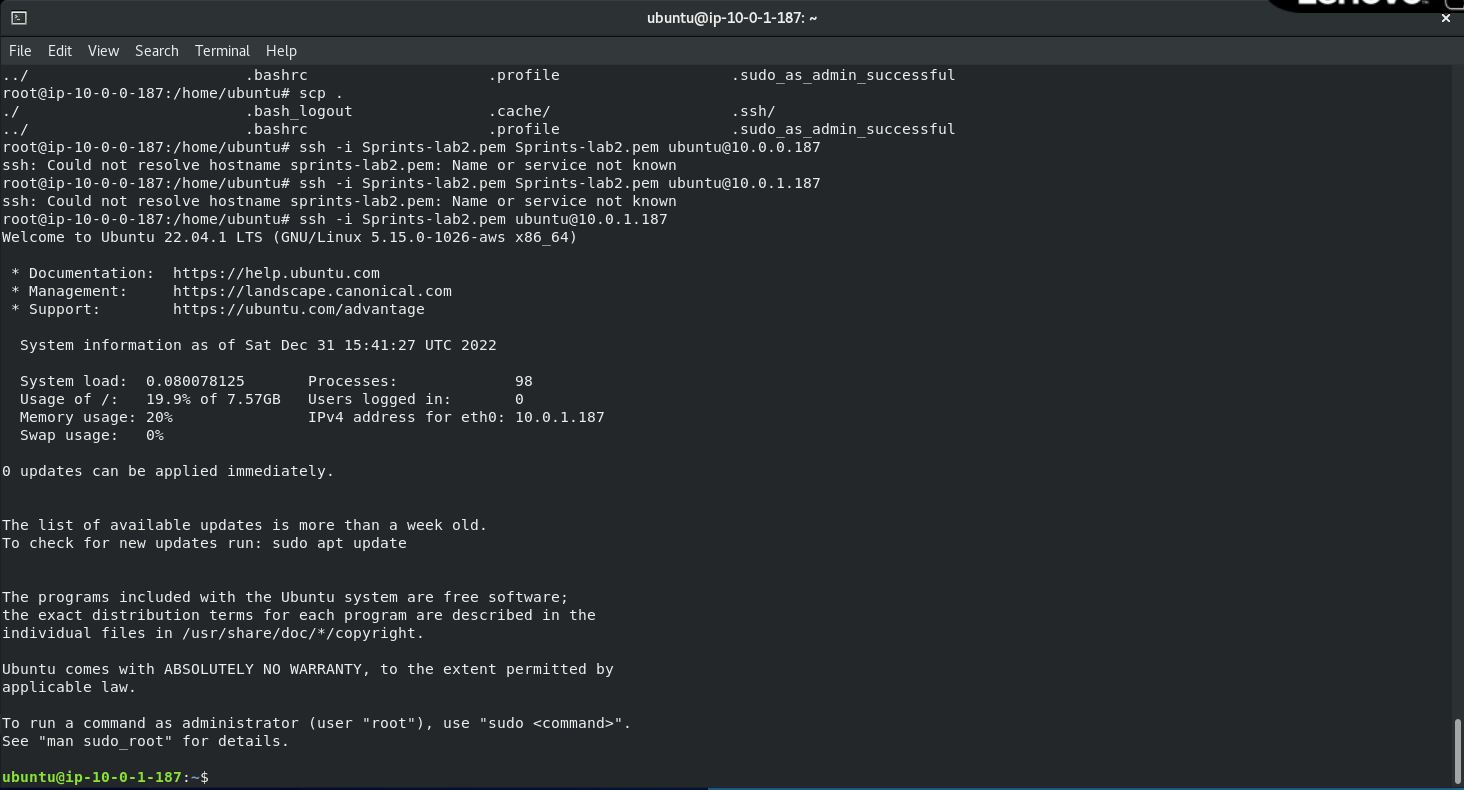 Lenovo
ubuntu@ip-10-0-1-187: ~
×
File Edit View Search Terminal Help
../                        .bashrc                    .profile                   .sudo_as_admin_successful
root@ip-10-0-0-187:/home/ubuntu# scp .
./                         .bash_logout               .cache/                    .ssh/
../                        .bashrc                    .profile                   .sudo_as_admin_successful
root@ip-10-0-0-187:/home/ubuntu# ssh -i Sprints-lab2.pem Sprints-lab2.pem ubuntu@10.0.0.187
ssh: Could not resolve hostname sprints-lab2.pem: Name or service not known
root@ip-10-0-0-187:/home/ubuntu# ssh -i Sprints-lab2.pem Sprints-lab2.pem ubuntu@10.0.1.187
ssh: Could not resolve hostname sprints-lab2.pem: Name or service not known
root@ip-10-0-0-187:/home/ubuntu# ssh -i Sprints-lab2.pem ubuntu@10.0.1.187
Welcome to Ubuntu 22.04.1 LTS (GNU/Linux 5.15.0-1026-aws x86_64)
 * Documentation:  https://help.ubuntu.com
 * Management:     https://landscape.canonical.com
 * Support:        https://ubuntu.com/advantage
  System information as of Sat Dec 31 15:41:27 UTC 2022
  System load:  0.080078125       Processes:             98
  Usage of /:   19.9% of 7.57GB   Users logged in:       0
  Memory usage: 20%               IPv4 address for eth0: 10.0.1.187
  Swap usage:   0%
0 updates can be applied immediately.
The list of available updates is more than a week old.
To check for new updates run: sudo apt update
The programs included with the Ubuntu system are free software;
the exact distribution terms for each program are described in the
individual files in /usr/share/doc/*/copyright.
Ubuntu comes with ABSOLUTELY NO WARRANTY, to the extent permitted by
applicable law.
To run a command as administrator (user "root"), use "sudo <command>".
See "man sudo_root" for details.
ubuntu@ip-10-0-1-187:~$